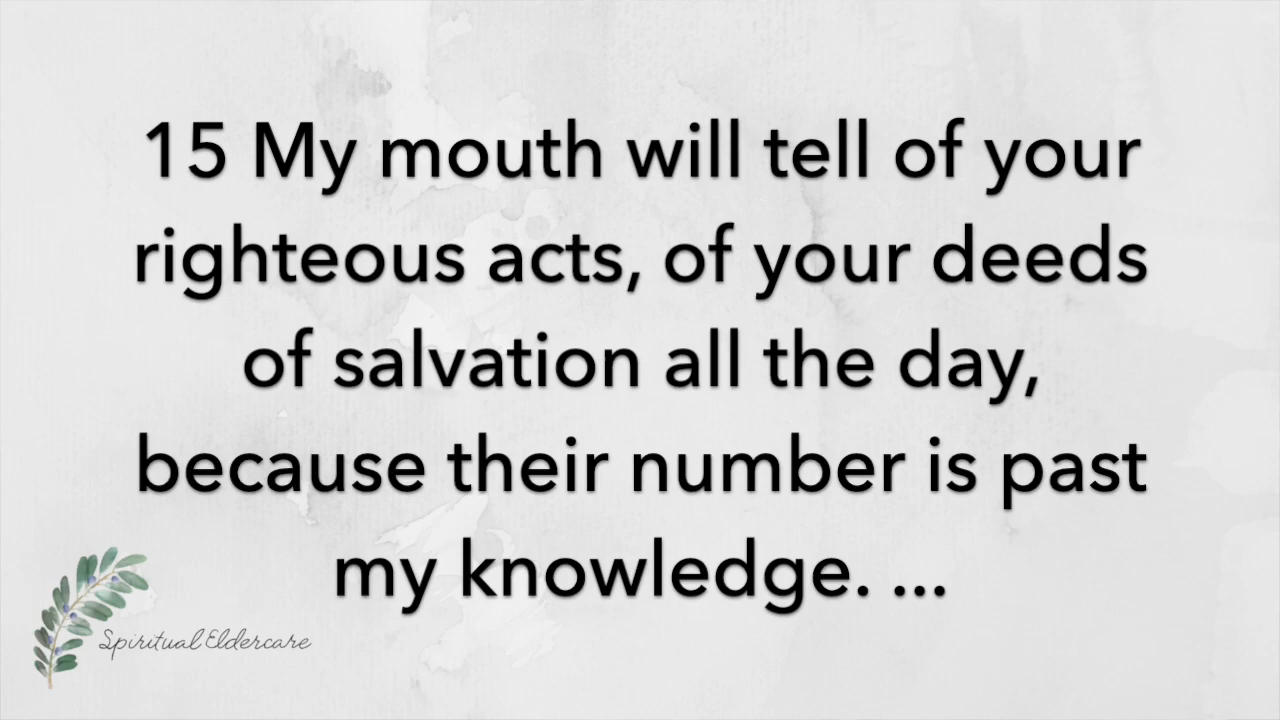 15 My mouth will tell of your
righteous acts, of your deeds
of salvation all the day,
because their number is past
my knowledge. ...
Spiritual Eldercare